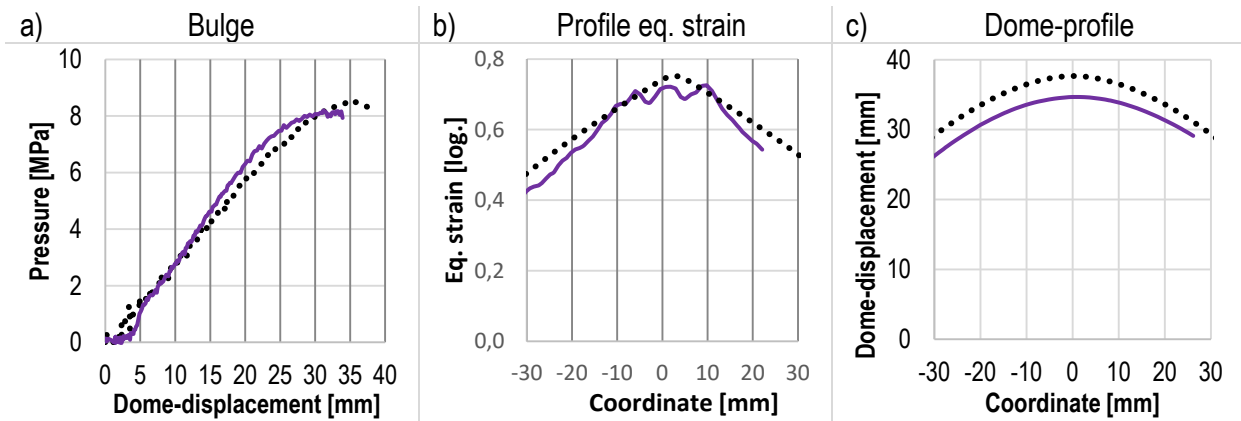 a) Bulge
b) Profile eq. strain
c) Dome-profile
Pressure [MPa]
10
8
6
4
2
0
0 5 10 15 20 25 30 35 40
Dome-displacement [mm]
Eq. strain [log.]
0,8
0,6
0,4
0,2
0,0
-30 -20 -10 0 10 20 30
Coordinate [mm]
Dome-displacement [mm]
40
30
20
10
0
-30 -20 -10 0 10 20 30
Coordinate [mm]